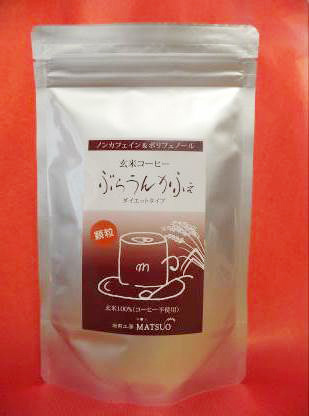 ノンカフェイン&ポリフェノール
玄米コーヒー
ぶらうんかふぇ
ダイエットタイプ
顆粒
m
玄米100%(コーヒー不使用)
MATSUO